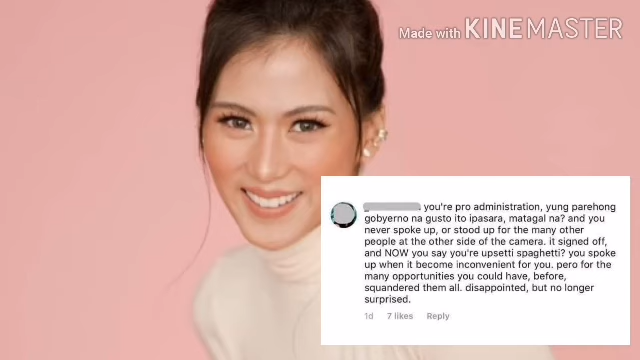 Made with KINEMASTER
you're pro administration, yung parehong
gobyerno na gusto ito ipasara, matagal na? and you
never spoke up, or stood up for the many other
people at the other side of the camera. it signed off,
and NOW you say you're upsetti spaghetti? you spoke
up when it become inconvenient for you. pero for the
many opportunities you could have, before,
squandered them all. disappointed, but no longer
surprised.
1d 7 likes Reply